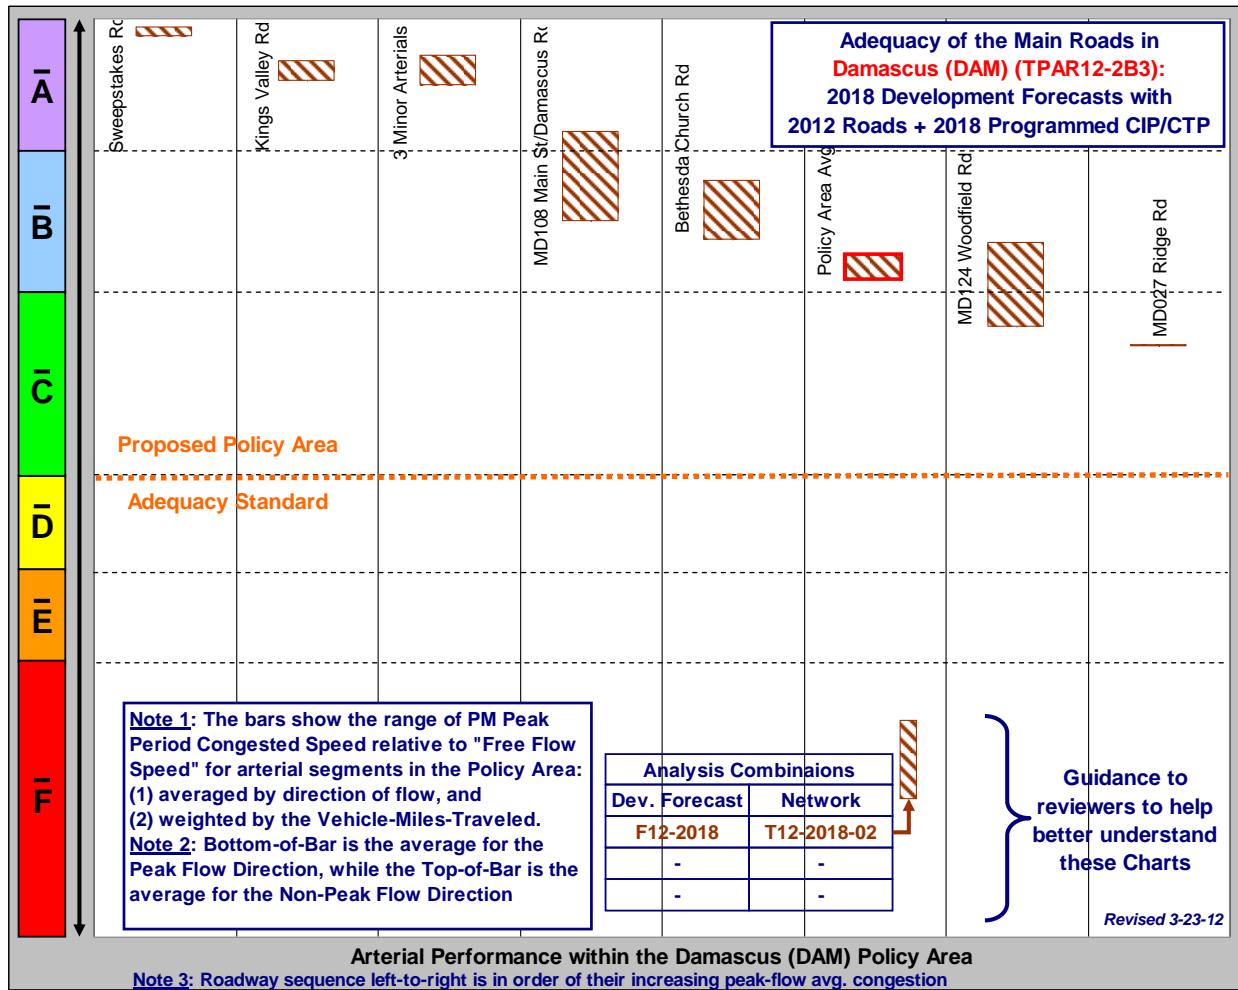 Adequacy of the Main Roads in
Damascus (DAM) (TPAR12-2B3):
2018 Development Forecasts with
2012 Roads + 2018 Programmed CIP/CTP
A
B
C
D
E
F
Sweepstakes Rd
Kings Valley Rd
3 Minor Arterials
MD108 Main St/Damascus Rd
Bethesda Church Rd
Policy Area Avg
MD124 Woodfield Rd
MD027 Ridge Rd
Proposed Policy Area
Adequacy Standard
Note 1: The bars show the range of PM Peak
Period Congested Speed relative to "Free Flow
Speed" for arterial segments in the Policy Area:
(1) averaged by direction of flow, and
(2) weighted by the Vehicle-Miles-Traveled.
Note 2: Bottom-of-Bar is the average for the
Peak Flow Direction, while the Top-of-Bar is the
average for the Non-Peak Flow Direction
Analysis Combinaions
Dev. Forecast Network
F12-2018 T12-2018-02
- -
- -
Guidance to
reviewers to help
better understand
these Charts
Revised 3-23-12
Arterial Performance within the Damascus (DAM) Policy Area
Note 3: Roadway sequence left-to-right is in order of their increasing peak-flow avg. congestion